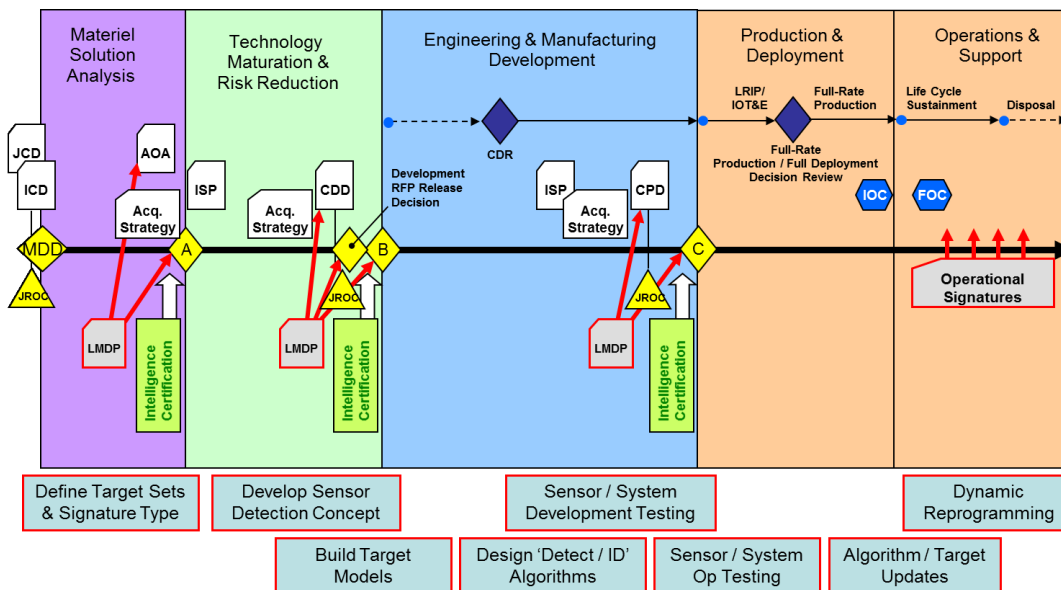 Materiel
Solution
Analysis
Technology
Maturation &
Risk Reduction
Engineering & Manufacturing
Development
Production &
Deployment
Operations &
Support
LRIP/
IOT&E
Full-Rate
Production
Life Cycle
Sustainment
Disposal
CDR
Full-Rate
Production / Full Deployment
Decision Review
JCD
ICD
AOA
Acq.
Strategy
ISP
Acq.
Strategy
CDD
Development
RFP Release
Decision
ISP
Acq.
Strategy
CPD
IOC
FOC
MDD
A
B
C
JROC
JROC
JROC
LMDP
LMDP
LMDP
Intelligence
Certification
Intelligence
Certification
Intelligence
Certification
Operational
Signatures
Define Target Sets
& Signature Type
Develop Sensor
Detection Concept
Sensor / System
Development Testing
Dynamic
Reprogramming
Build Target
Models
Design ‘Detect / ID’
Algorithms
Sensor / System
Op Testing
Algorithm / Target
Updates